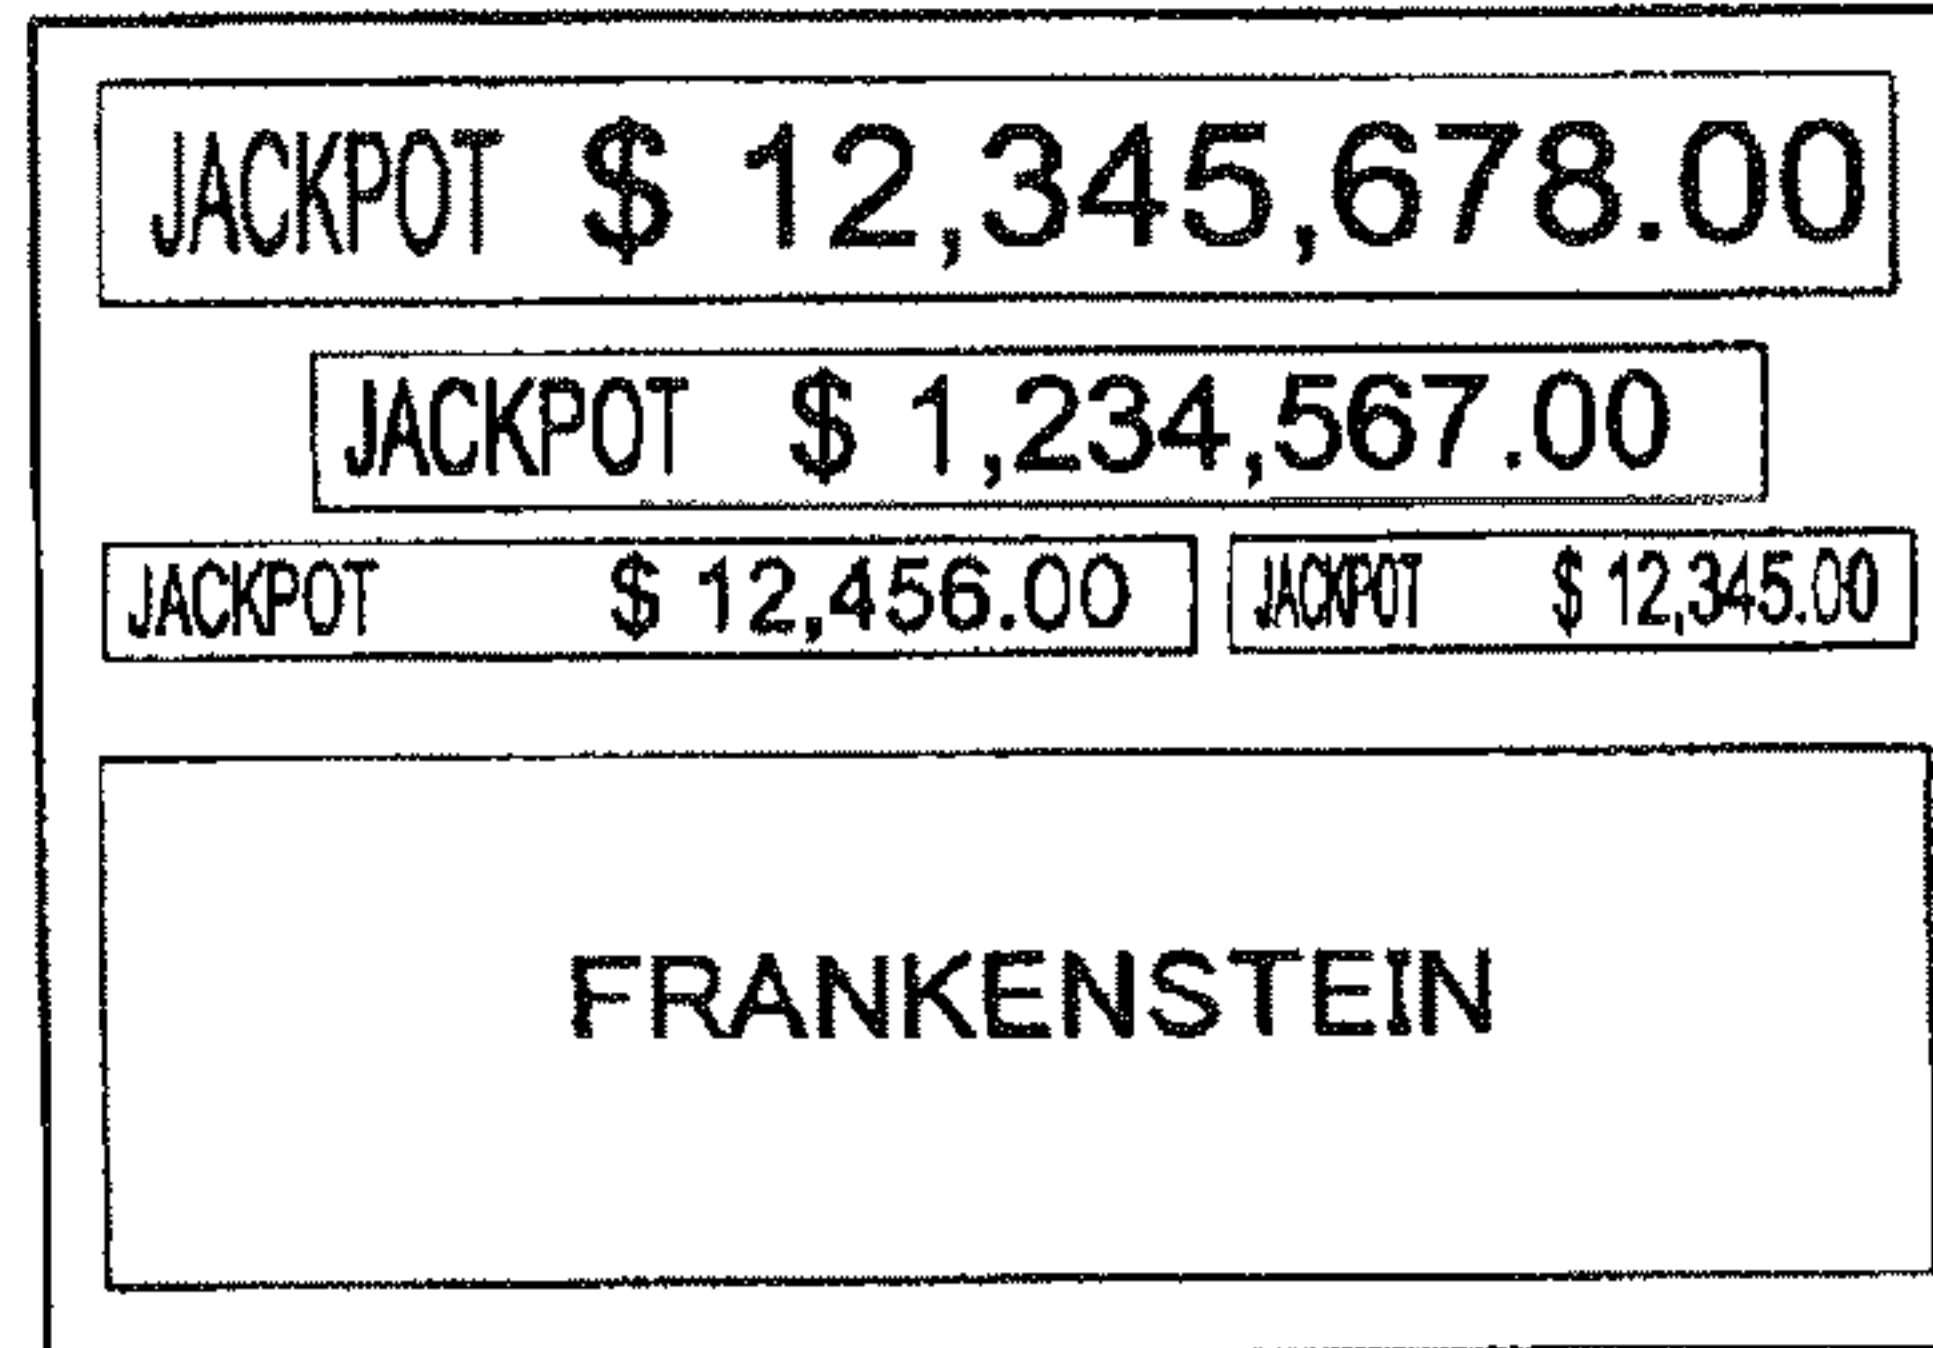 JACKPOT $ 12,345,678.00
JACKPOT $ 1,234,567.00
JACKPOT $ 12,456.00 JACKPOT $ 12,345.00
FRANKENSTEIN